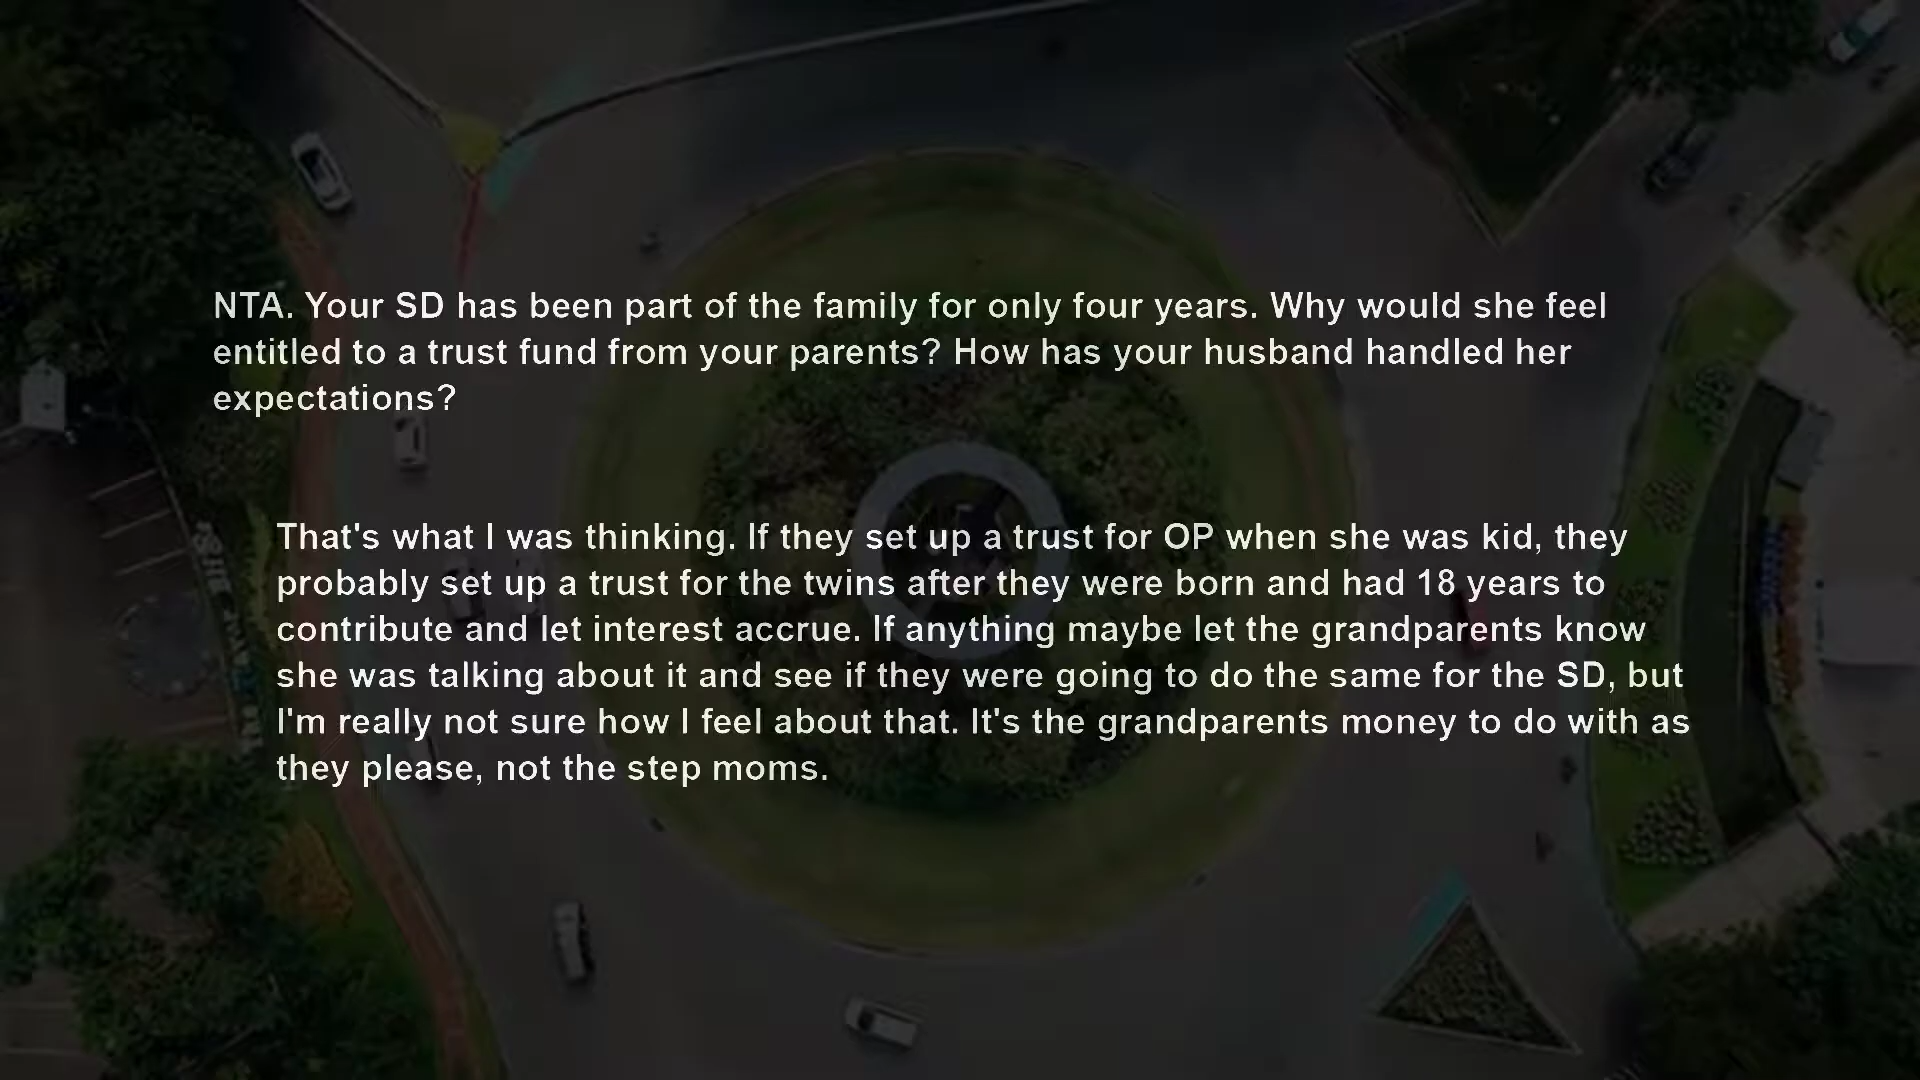 NTA. Your SD has been part of the family for only four years. Why would she feel
entitled to a trust fund from your parents? How has your husband handled her
expectations?
That's what I was thinking. If they set up a trust for OP when she was kid, they
probably set up a trust for the twins after they were born and had 18 years to
contribute and let interest accrue. If anything maybe let the grandparents know
she was talking about it and see if they were going to do the same for the SD, but
I'm really not sure how I feel about that. It's the grandparents money to do with as
they please, not the step moms.